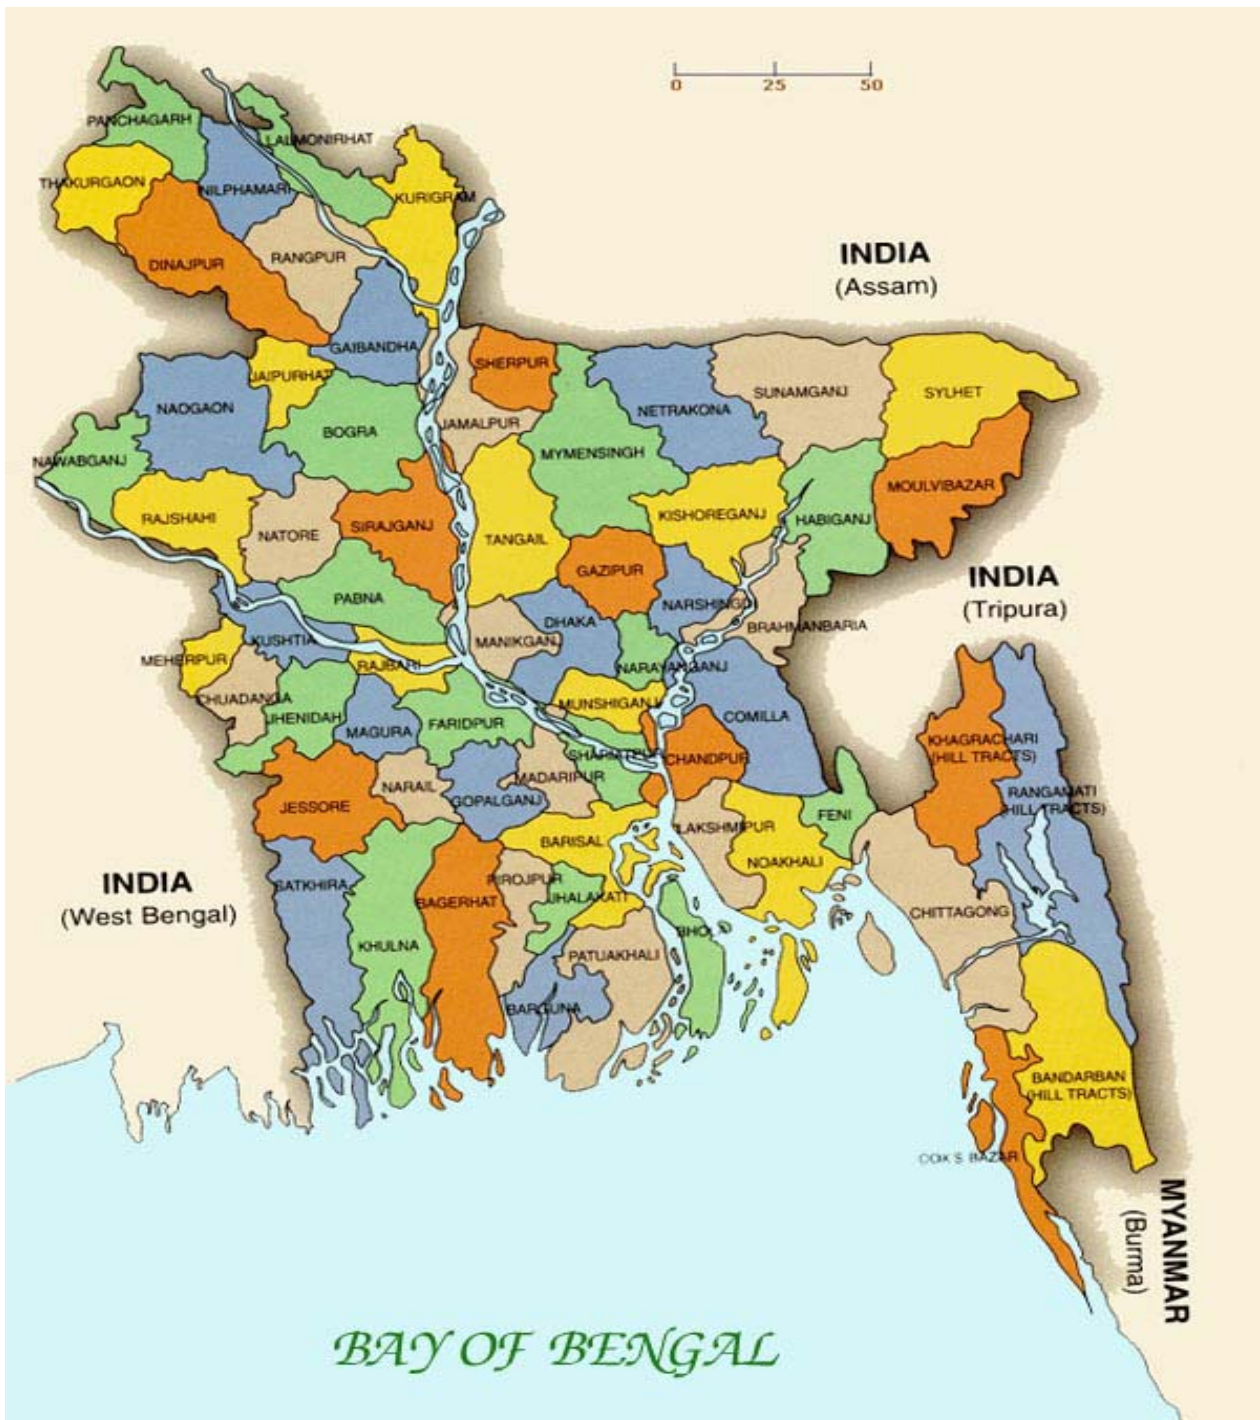 0 25 50
PANCHAGARH
LALMONIRHAT
THAKURGAON
NILPHAMARI
KURIGRAM
DINAJPUR
RANGPUR
INDIA
(Assam)
GAIBANDHA
SHERPUR
JAIPURHAT
NAOGAON
NETRAKONA
SUNAMGANJ
SYLHET
BOGRA
JAMALPUR
NAWABGANJ
MYMENSINGH
MOULVIBAZAR
RAJSHAHI
NATORE
SIRAJGANJ
TANGAIL
KISHOREGANJ
HABIGANJ
GAZIPUR
INDIA
(Tripura)
PABNA
NARSHINGDI
DHAKA
BRAHMANBARIA
KUSHTIA
MANIKGANJ
MEHERPUR
RAJBARI
NARAYANGANJ
CHUADANGA
JHENIDAH
MAGURA
FARIDPUR
MUNSHIGANJ
COMILLA
SHARIATPUR
CHANDPUR
KHAGRACHARI
(HILL TRACTS)
JESSORE
NARAIL
GOPALGANJ
MADARIPUR
RANGAMATI
(HILL TRACTS)
FENI
BARISAL
LAKSHMIPUR
NOAKHALI
INDIA
(West Bengal)
SATKHIRA
PIROJPUR
JHALAKATI
BAGERHAT
CHITTAGONG
KHULNA
BHOLA
PATUAKHALI
BARGUNA
BANDARBAN
(HILL TRACTS)
COX S BAZAR
MYANMAR
(Burma)
BAY OF BENGAL